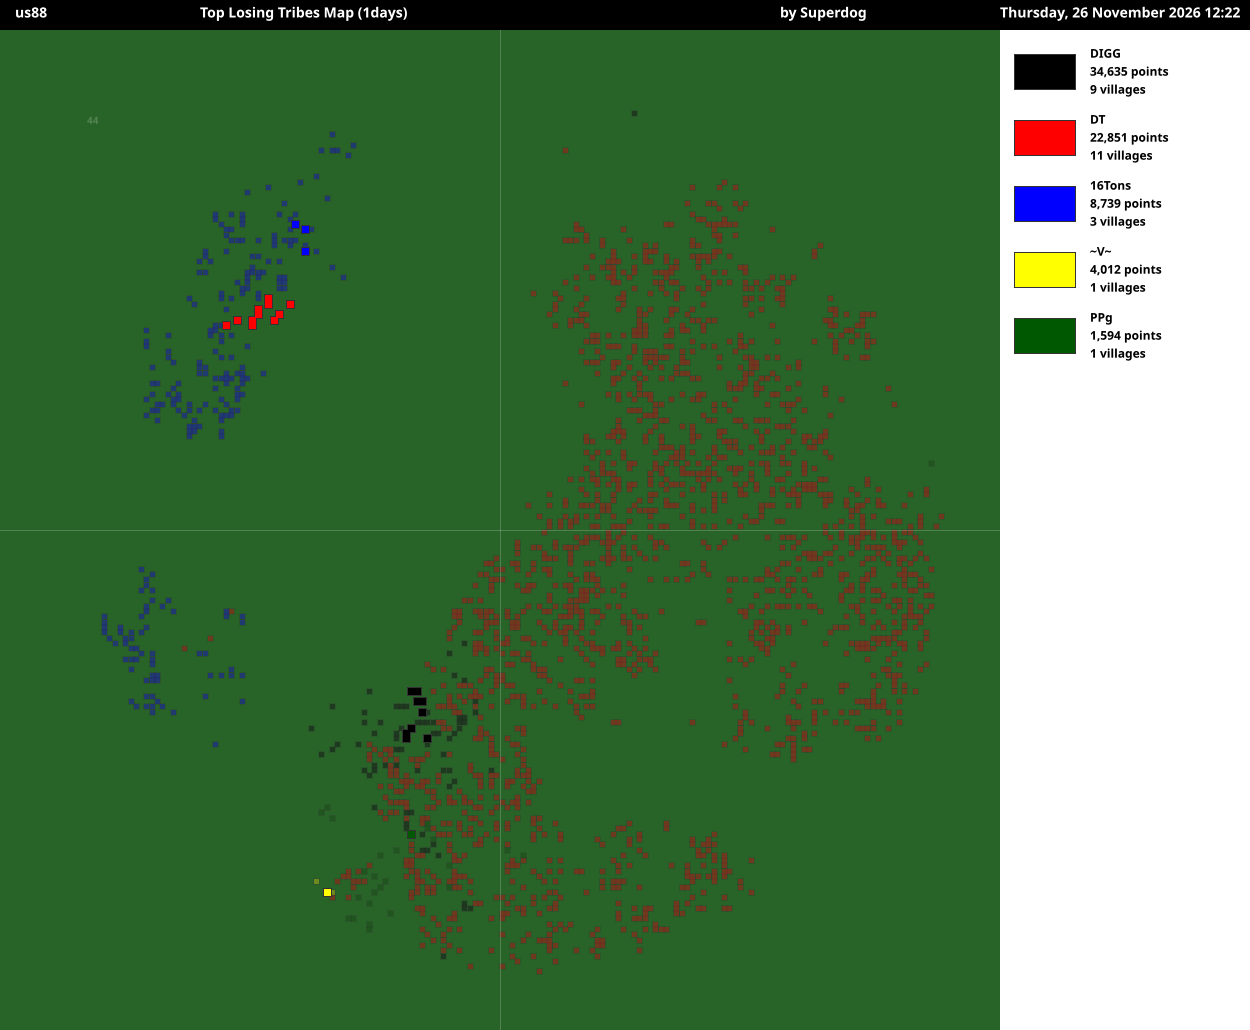 us88
Top Losing Tribes Map (1days)
by Superdog
Thursday, 26 November 2026 12:22
DIGG
34,635 points
9 villages
DT
22,851 points
11 villages
16Tons
8,739 points
3 villages
~V~
4,012 points
1 villages
PPg
1,594 points
1 villages
44